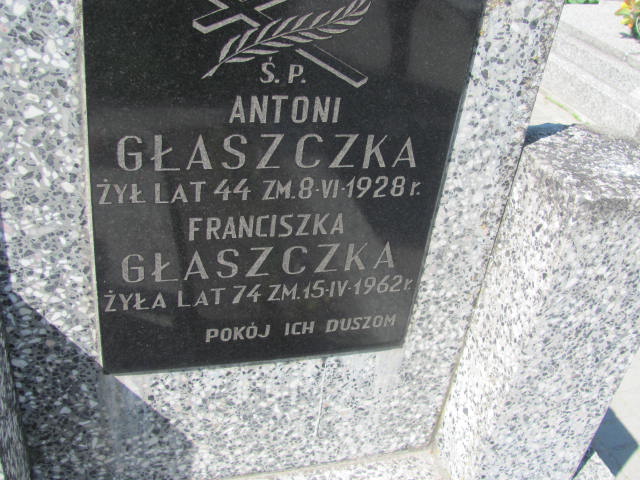 Ś.P.
ANTONI
GŁASZCZKA
ŻYŁ LAT 44 ZM. 8-VI-1928 r.
FRANCISZKA
GŁASZCZKA
ŻYŁA LAT 74 ZM. 15-IV-1962 r.
POKÓJ ICH DUSZOM